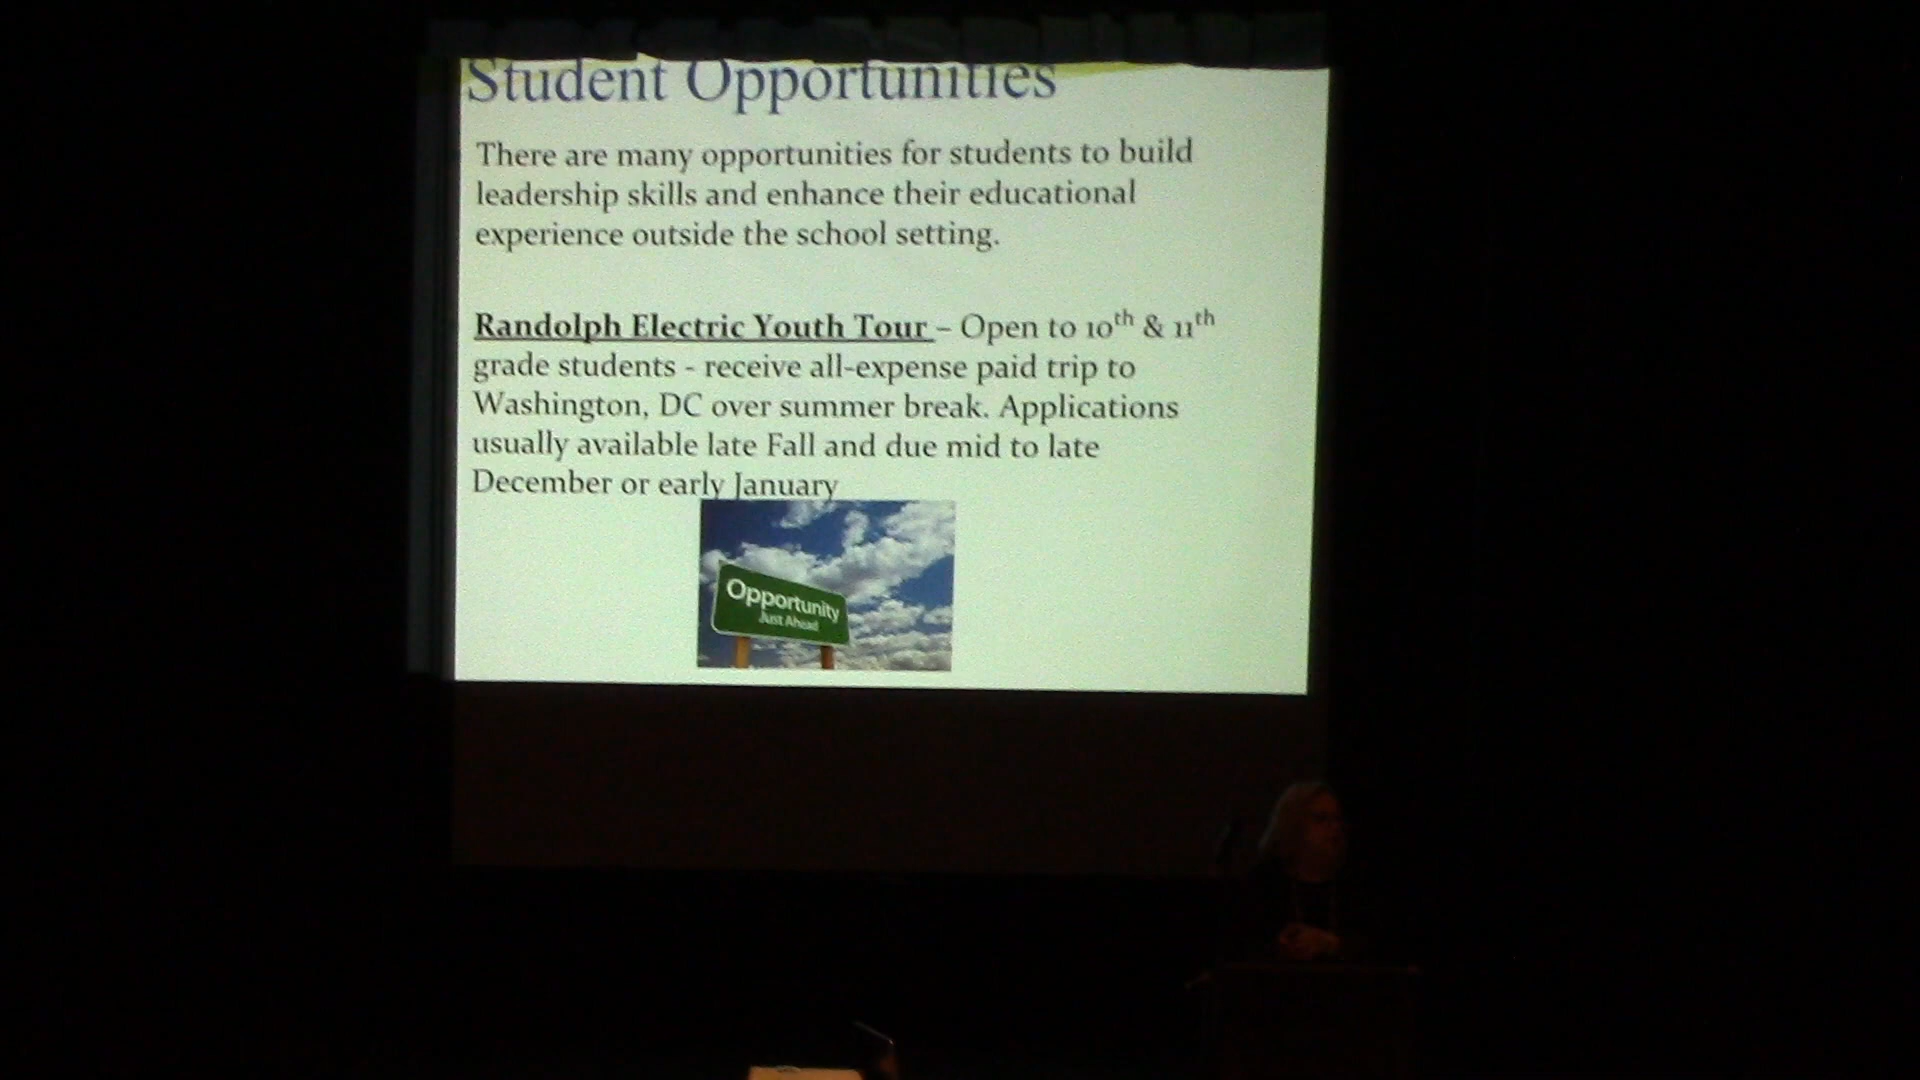 Student Opportunities
There are many opportunities for students to build
leadership skills and enhance their educational
experience outside the school setting.
Randolph Electric Youth Tour – Open to 10th & 11th
grade students - receive all-expense paid trip to
Washington, DC over summer break. Applications
usually available late Fall and due mid to late
December or early January
Opportunity
Just Ahead